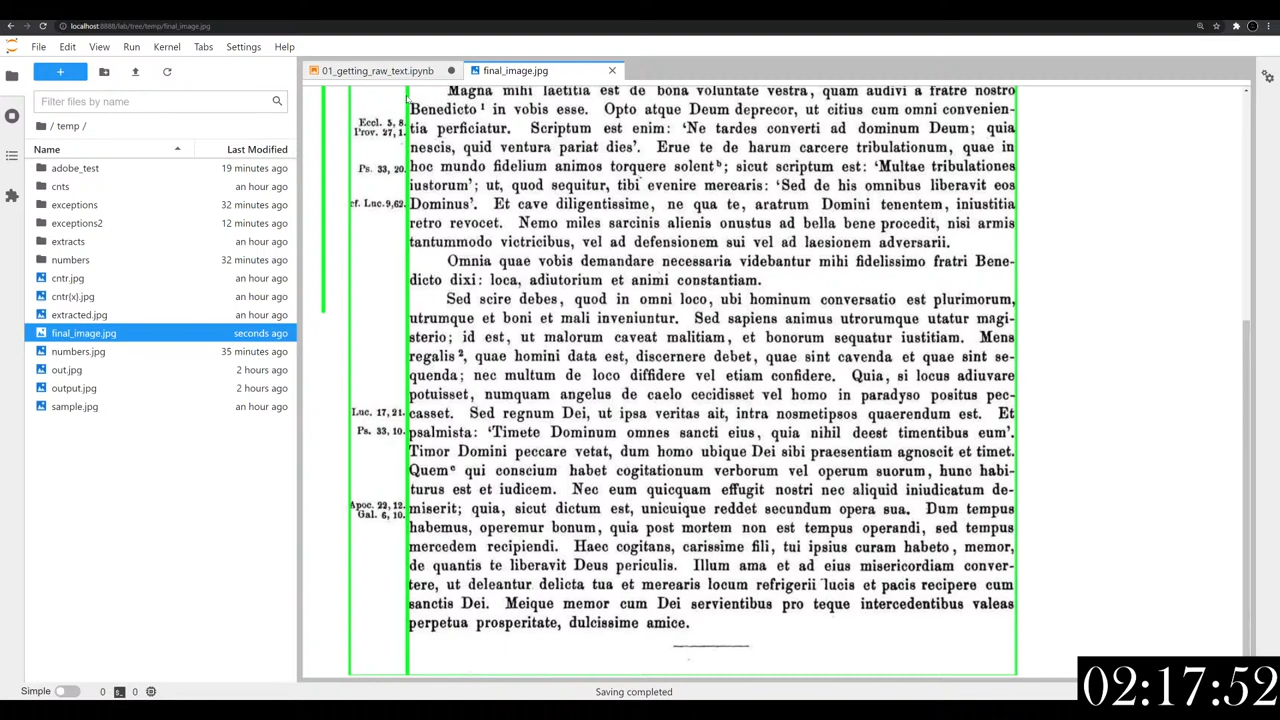 localhost:8888/lab/tree/temp/final_image.jpg
File Edit View Run Kernel Tabs Settings Help
+
Filter files by name
/ temp /
Name Last Modified
adobe_test 19 minutes ago
cnts an hour ago
exceptions 32 minutes ago
exceptions2 12 minutes ago
extracts an hour ago
numbers 32 minutes ago
cntr.jpg an hour ago
cntr{x}.jpg an hour ago
extracted.jpg an hour ago
final_image.jpg seconds ago
numbers.jpg 35 minutes ago
out.jpg 2 hours ago
output.jpg 2 hours ago
sample.jpg an hour ago
01_getting_raw_text.ipynb
final_image.jpg
Magna mihi laetitia est de bona voluntate vestra, quam audivi a fratre nostro
Benedicto¹ in vobis esse. Opto atque Deum deprecor, ut citius cum omni convenien-
Eccl. 5, 8. tia perficiatur. Scriptum est enim: 'Ne tardes converti ad dominum Deum; quia
Prov. 27, 1. nescis, quid ventura pariat dies'. Erue te de harum carcere tribulationum, quae in
Ps. 33, 20. hoc mundo fidelium animos torquere solentᵇ; sicut scriptum est: 'Multae tribulationes
iustorum'; ut, quod sequitur, tibi evenire mercaris: 'Sed de his omnibus liberavit eos
cf. Luc. 9,62. Dominus'. Et cave diligentissime, ne qua te, aratrum Domini tenentem, iniustitia
retro revocet. Nemo miles sarcinis alienis onustus ad bella bene procedit, nisi armis
tantummodo victricibus, vel ad defensionem sui vel ad laesionem adversarii.
Omnia quae vobis demandare necessaria videbantur mihi fidelissimo fratri Bene-
dicto dixi: loca, adiutorium et animi constantiam.
Sed scire debes, quod in omni loco, ubi hominum conversatio est plurimorum,
utrumque et boni et mali inveniuntur. Sed sapiens animus utrorumque utatur magi-
sterio; id est, ut malorum caveat malitiam, et bonorum sequatur iustitiam. Mens
regalis², quae homini data est, discernere debet, quae sint cavenda et quae sint se-
quenda; nec multum de loco diffidere vel etiam confidere. Quia, si locus adiuvare
potuisset, numquam angelus de caelo cecidisset vel homo in paradyso positus pec-
Luc. 17, 21. casset. Sed regnum Dei, ut ipsa veritas ait, intra nosmetipsos quaerendum est. Et
Ps. 33, 10. psalmista: 'Timete Dominum omnes sancti eius, quia nihil deest timentibus eum'.
Timor Domini peccare vetat, dum homo ubique Dei sibi praesentiam agnoscit et timet.
Quemᶜ qui conscium habet cogitationum verborum vel operum suorum, hunc habi-
turus est et iudicem. Nec eum quicquam effugit nostri nec aliquid iniudicatum de-
Apoc. 22, 12. miserit; quia, sicut dictum est, unicuique reddet secundum opera sua. Dum tempus
Gal. 6, 10. habemus, operemur bonum, quia post mortem non est tempus operandi, sed tempus
mercedem recipiendi. Haec cogitans, carissime fili, tui ipsius curam habeto, memor,
de quantis te liberavit Deus periculis. Illum ama et ad eius misericordiam conver-
tere, ut deleantur delicta tua et merearis locum refrigerii lucis et pacis recipere cum
sanctis Dei. Meique memor cum Dei servientibus pro teque intercedentibus valeas
perpetua prosperitate, dulcissime amice.
Simple 0 0 Saving completed
02:17:52